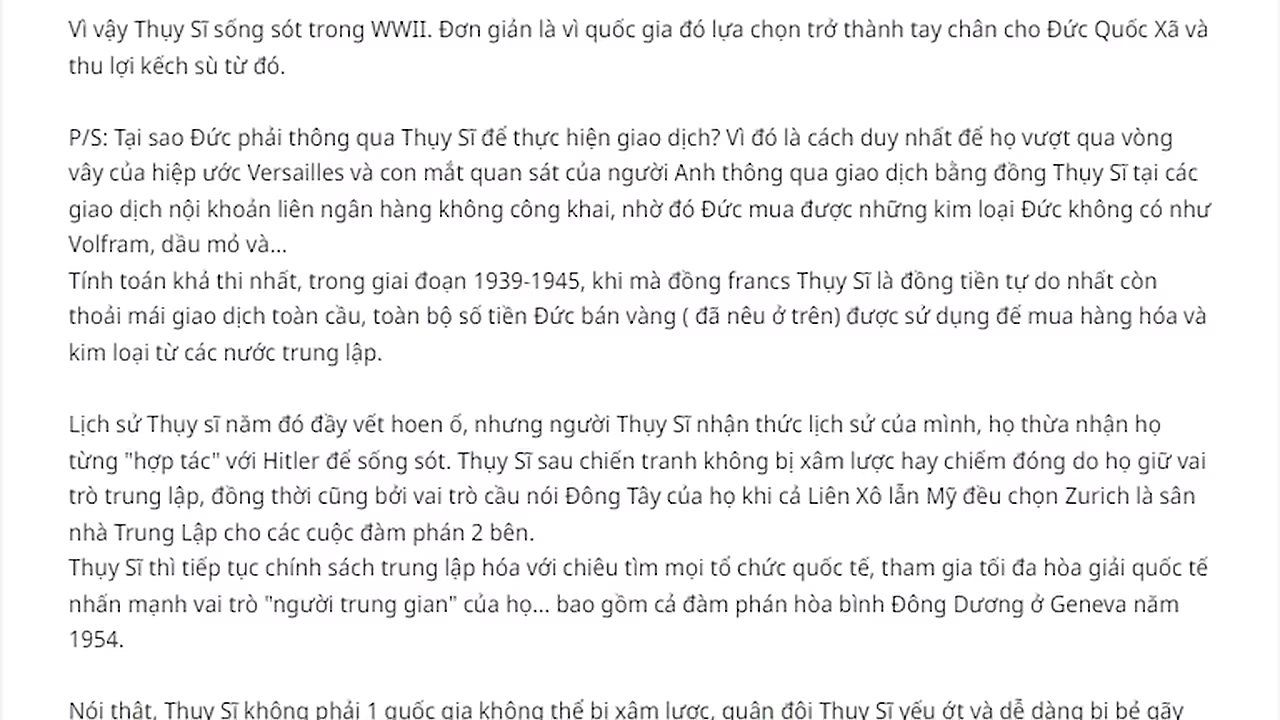 Vì vậy Thụy Sĩ sống sót trong WWII. Đơn giản là vì quốc gia đó lựa chọn trở thành tay chân cho Đức Quốc Xã và
thu lợi kếch sù từ đó.
P/S: Tại sao Đức phải thông qua Thụy Sĩ để thực hiện giao dịch? Vì đó là cách duy nhất để họ vượt qua vòng
vây của hiệp ước Versailles và con mắt quan sát của người Anh thông qua giao dịch bằng đồng Thụy Sĩ tại các
giao dịch nội khoản liên ngân hàng không công khai, nhờ đó Đức mua được những kim loại Đức không có như
Volfram, dầu mỏ và...
Tính toán khả thi nhất, trong giai đoạn 1939-1945, khi mà đồng francs Thụy Sĩ là đồng tiền tự do nhất còn
thoải mái giao dịch toàn cầu, toàn bộ số tiền Đức bán vàng ( đã nêu ở trên) được sử dụng để mua hàng hóa và
kim loại từ các nước trung lập.
Lịch sử Thụy sĩ năm đó đầy vết hoen ố, nhưng người Thụy Sĩ nhận thức lịch sử của mình, họ thừa nhận họ
từng "hợp tác" với Hitler để sống sót. Thụy Sĩ sau chiến tranh không bị xâm lược hay chiếm đóng do họ giữ vai
trò trung lập, đồng thời cũng bởi vai trò cầu nói Đông Tây của họ khi cả Liên Xô lẫn Mỹ đều chọn Zurich là sân
nhà Trung Lập cho các cuộc đàm phán 2 bên.
Thụy Sĩ thì tiếp tục chính sách trung lập hóa với chiêu tìm mọi tổ chức quốc tế, tham gia tối đa hòa giải quốc tế
nhấn mạnh vai trò "người trung gian" của họ... bao gồm cả đàm phán hòa bình Đông Dương ở Geneva năm
1954.
Nói thật, Thụy Sĩ không phải 1 quốc gia không thể bị xâm lược, quân đội Thụy Sĩ yếu ớt và dễ dàng bị bẻ gãy